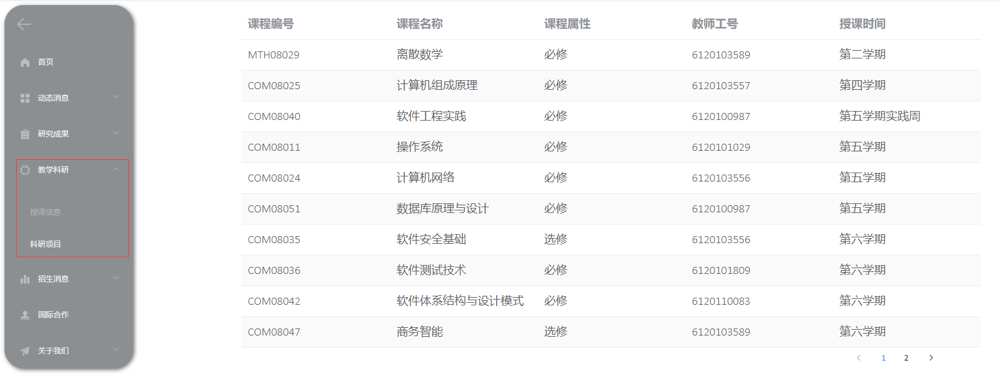 首页
动态消息
研究成果
教学科研
授课信息
科研项目
招生消息
国际合作
关于我们
课程编号 课程名称 课程属性 教师工号 授课时间
MTH08029 离散数学 必修 6120103589 第二学期
COM08025 计算机组成原理 必修 6120103557 第四学期
COM08040 软件工程实践 必修 6120100987 第五学期实践周
COM08011 操作系统 必修 6120101029 第五学期
COM08024 计算机网络 必修 6120103556 第五学期
COM08051 数据库原理与设计 必修 6120100987 第五学期
COM08035 软件安全基础 选修 6120103556 第六学期
COM08036 软件测试技术 必修 6120101809 第六学期
COM08042 软件体系结构与设计模式 必修 6120110083 第六学期
COM08047 商务智能 选修 6120103589 第六学期
1 2